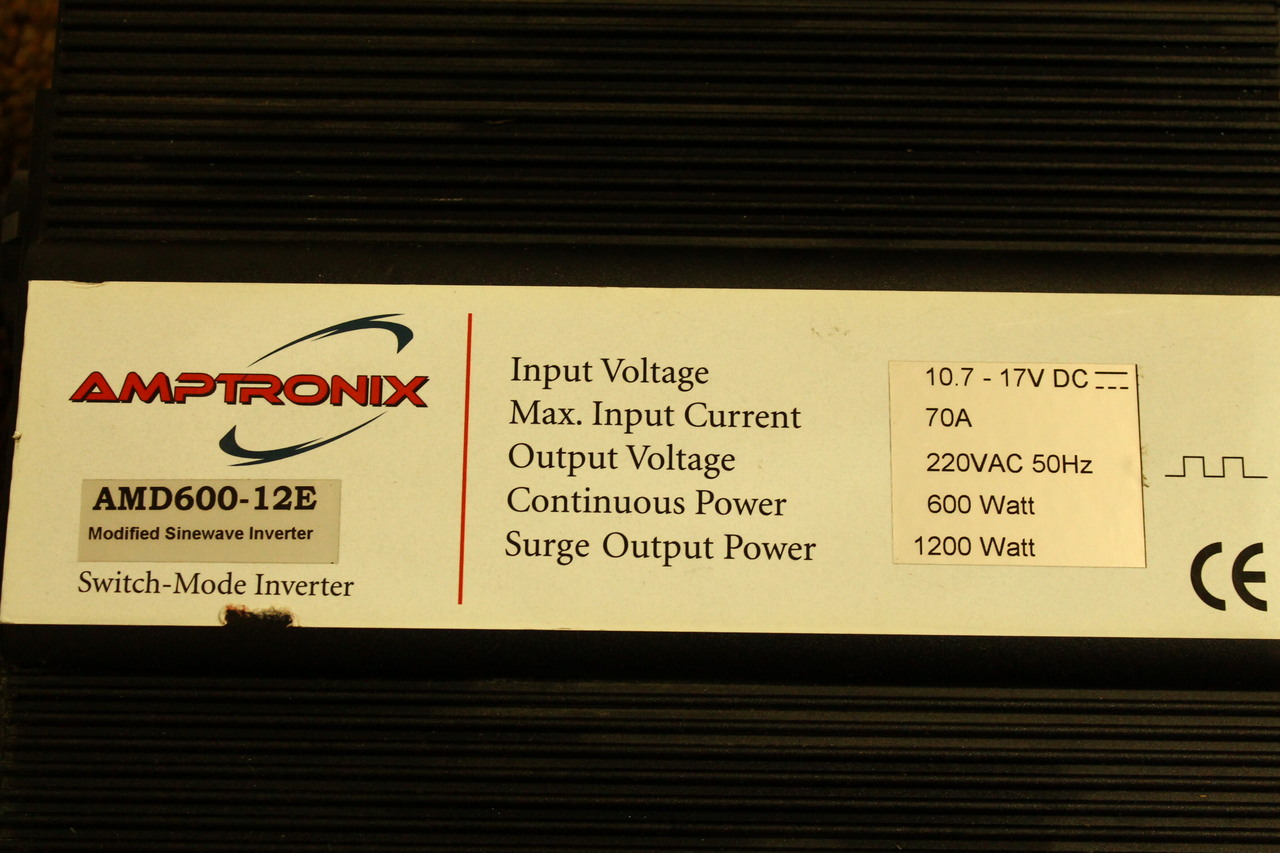 AMPTRONIX
AMD600-12E
Modified Sinewave Inverter
Switch-Mode Inverter
Input Voltage 10.7 - 17V DC
Max. Input Current 70A
Output Voltage 220VAC 50Hz
Continuous Power 600 Watt
Surge Output Power 1200 Watt
CE